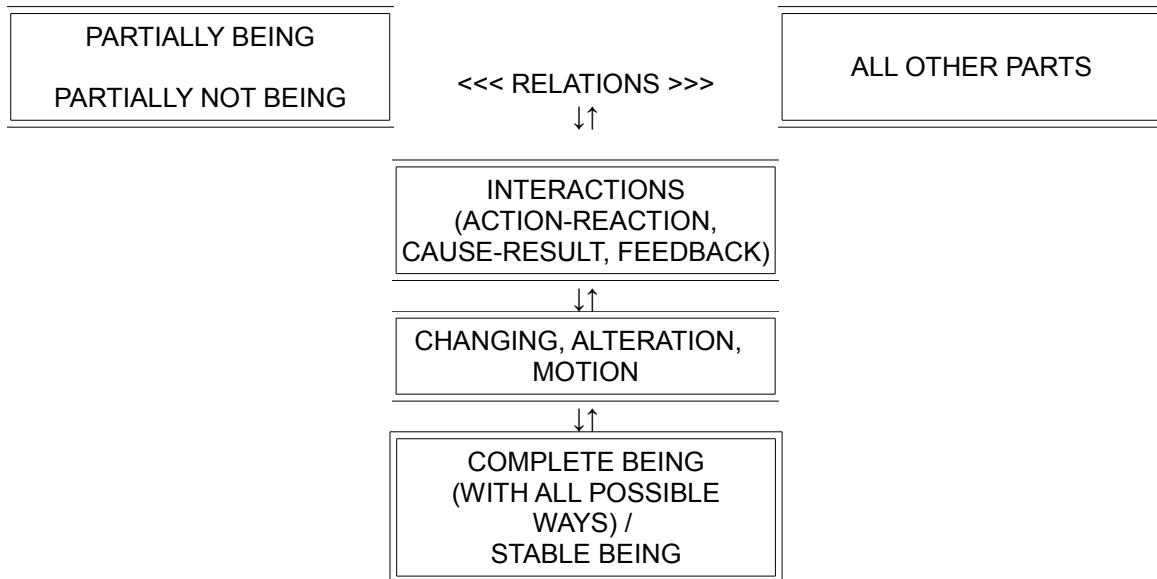 PARTIALLY BEING
PARTIALLY NOT BEING
<<< RELATIONS >>>
↓↑
ALL OTHER PARTS
INTERACTIONS
(ACTION-REACTION,
CAUSE-RESULT, FEEDBACK)
↓↑
CHANGING, ALTERATION,
MOTION
↓↑
COMPLETE BEING
(WITH ALL POSSIBLE
WAYS) /
STABLE BEING